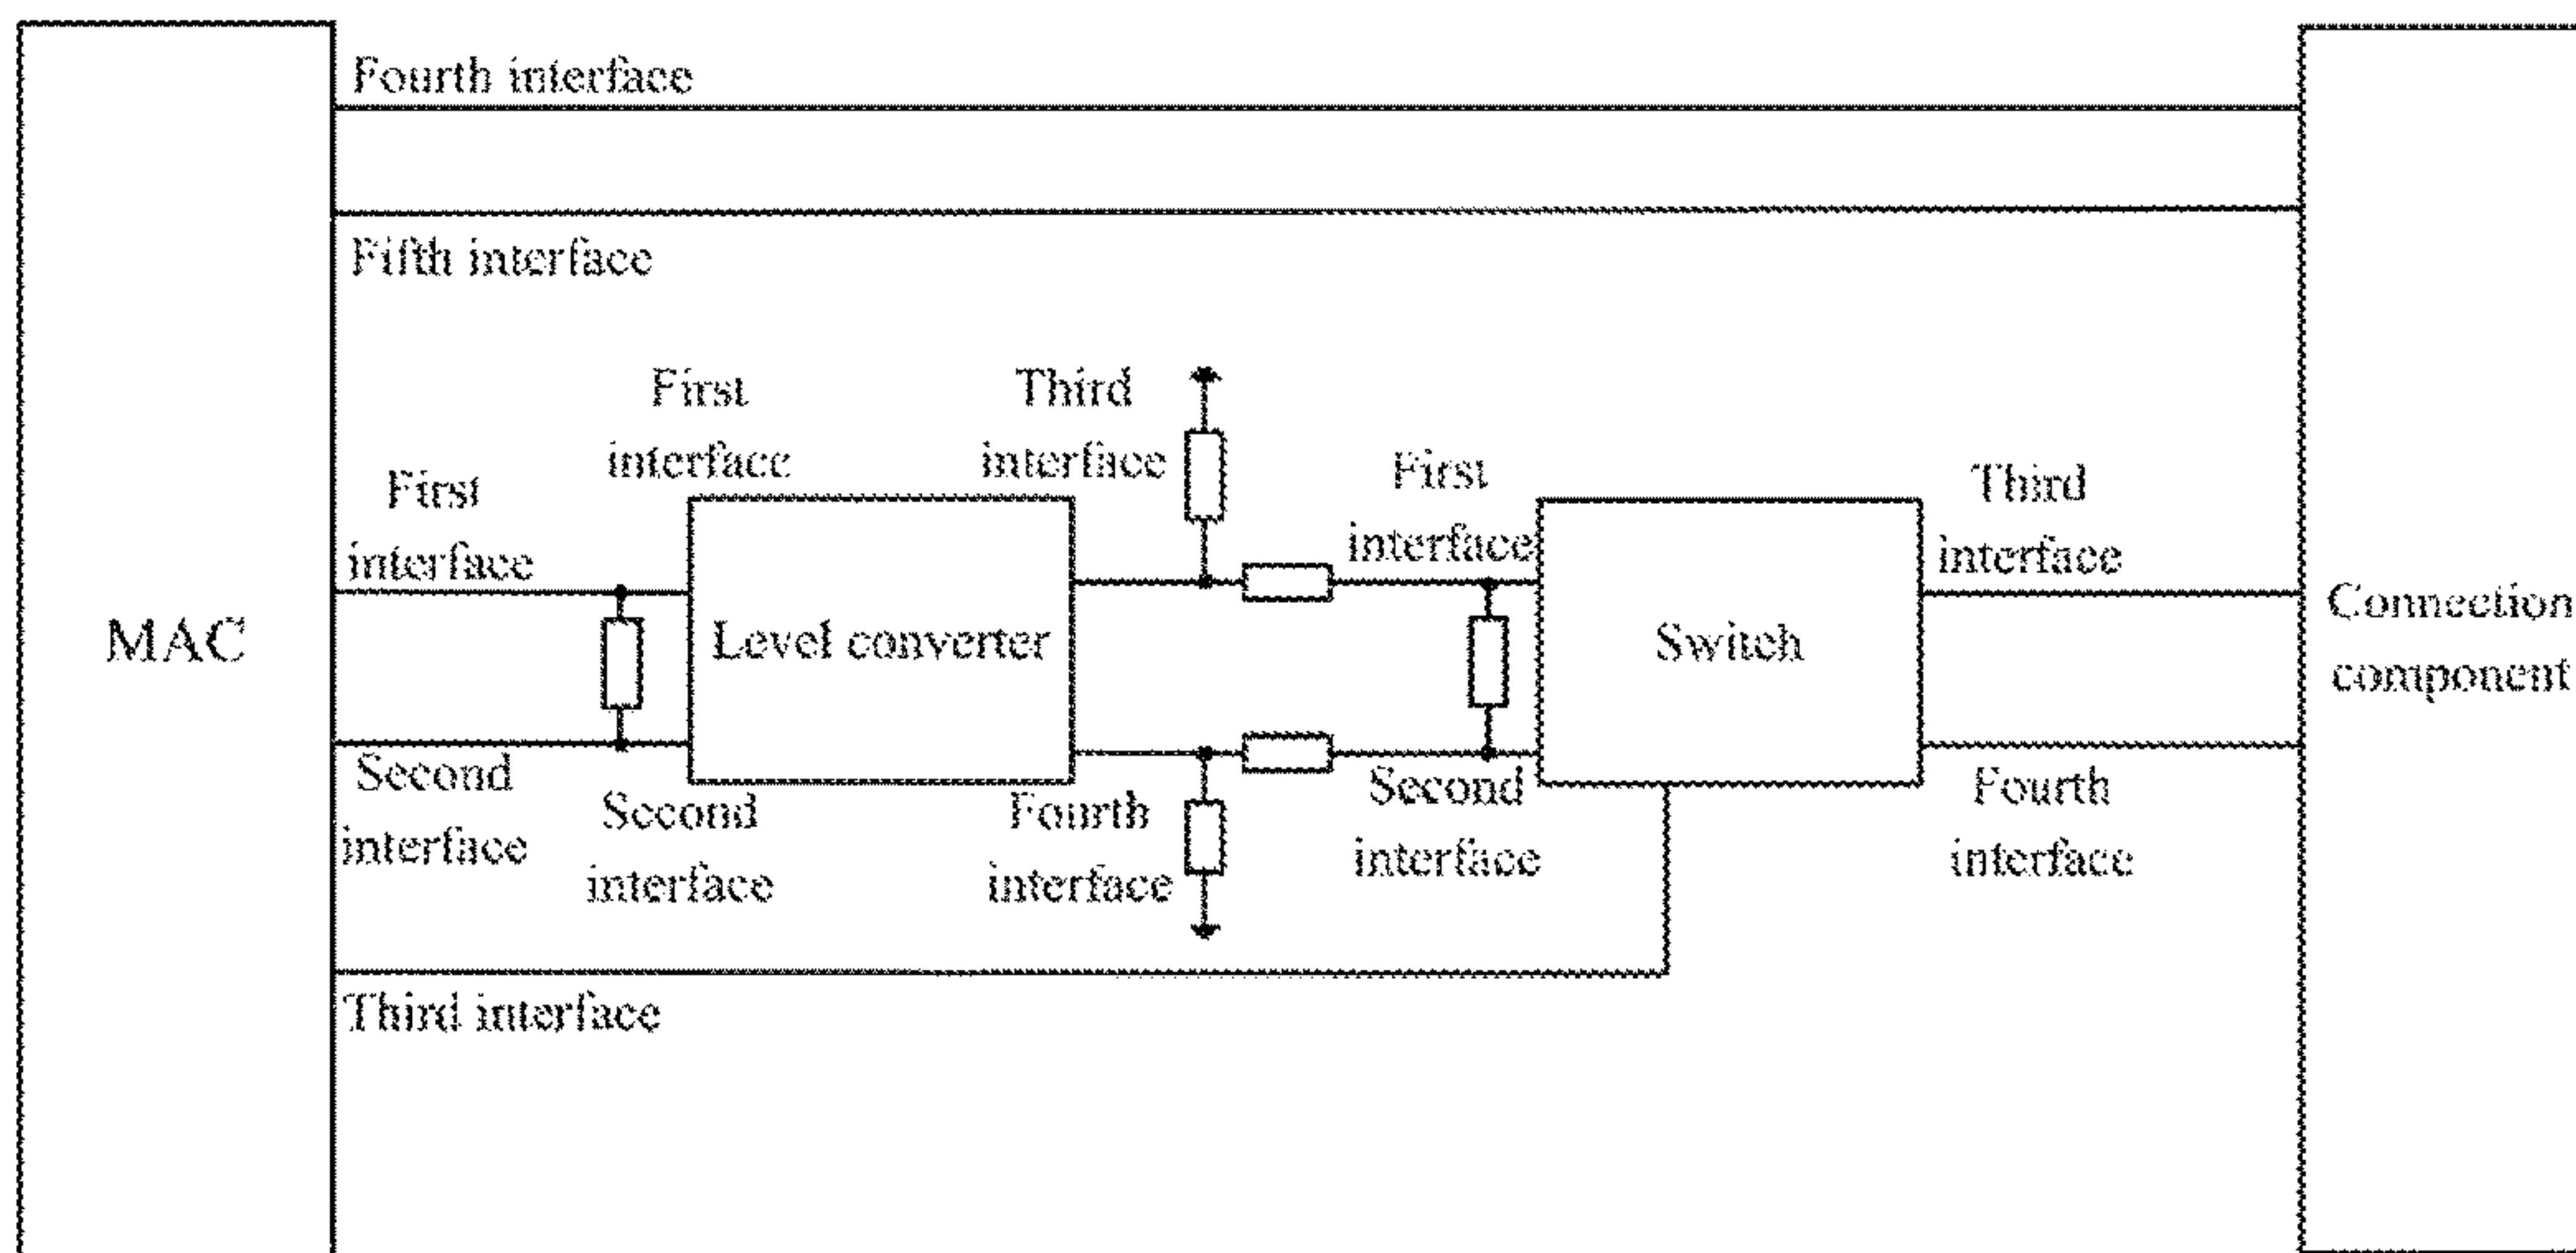 Fourth interface
Fifth interface
First
interface
Third
interface
First
interface
First
interface
Third
interface
MAC
Level converter
Switch
Connection
component
Second
interface
Second
interface
Fourth
interface
Second
interface
Fourth
interface
Third interface